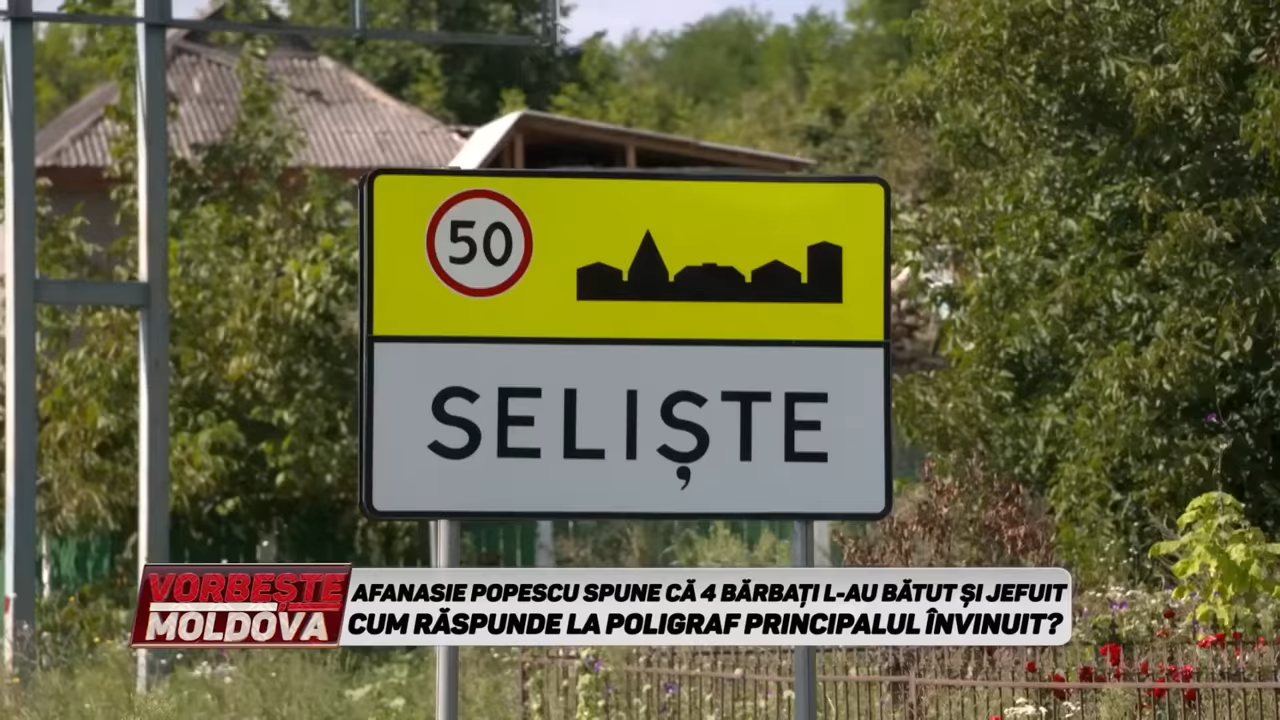 50
SELIȘTE
VORBEȘTE
MOLDOVA
AFANASIE POPESCU SPUNE CĂ 4 BĂRBAȚI L-AU BĂTUT ȘI JEFUIT
CUM RĂSPUNDE LA POLIGRAF PRINCIPALUL ÎNVINUIT?